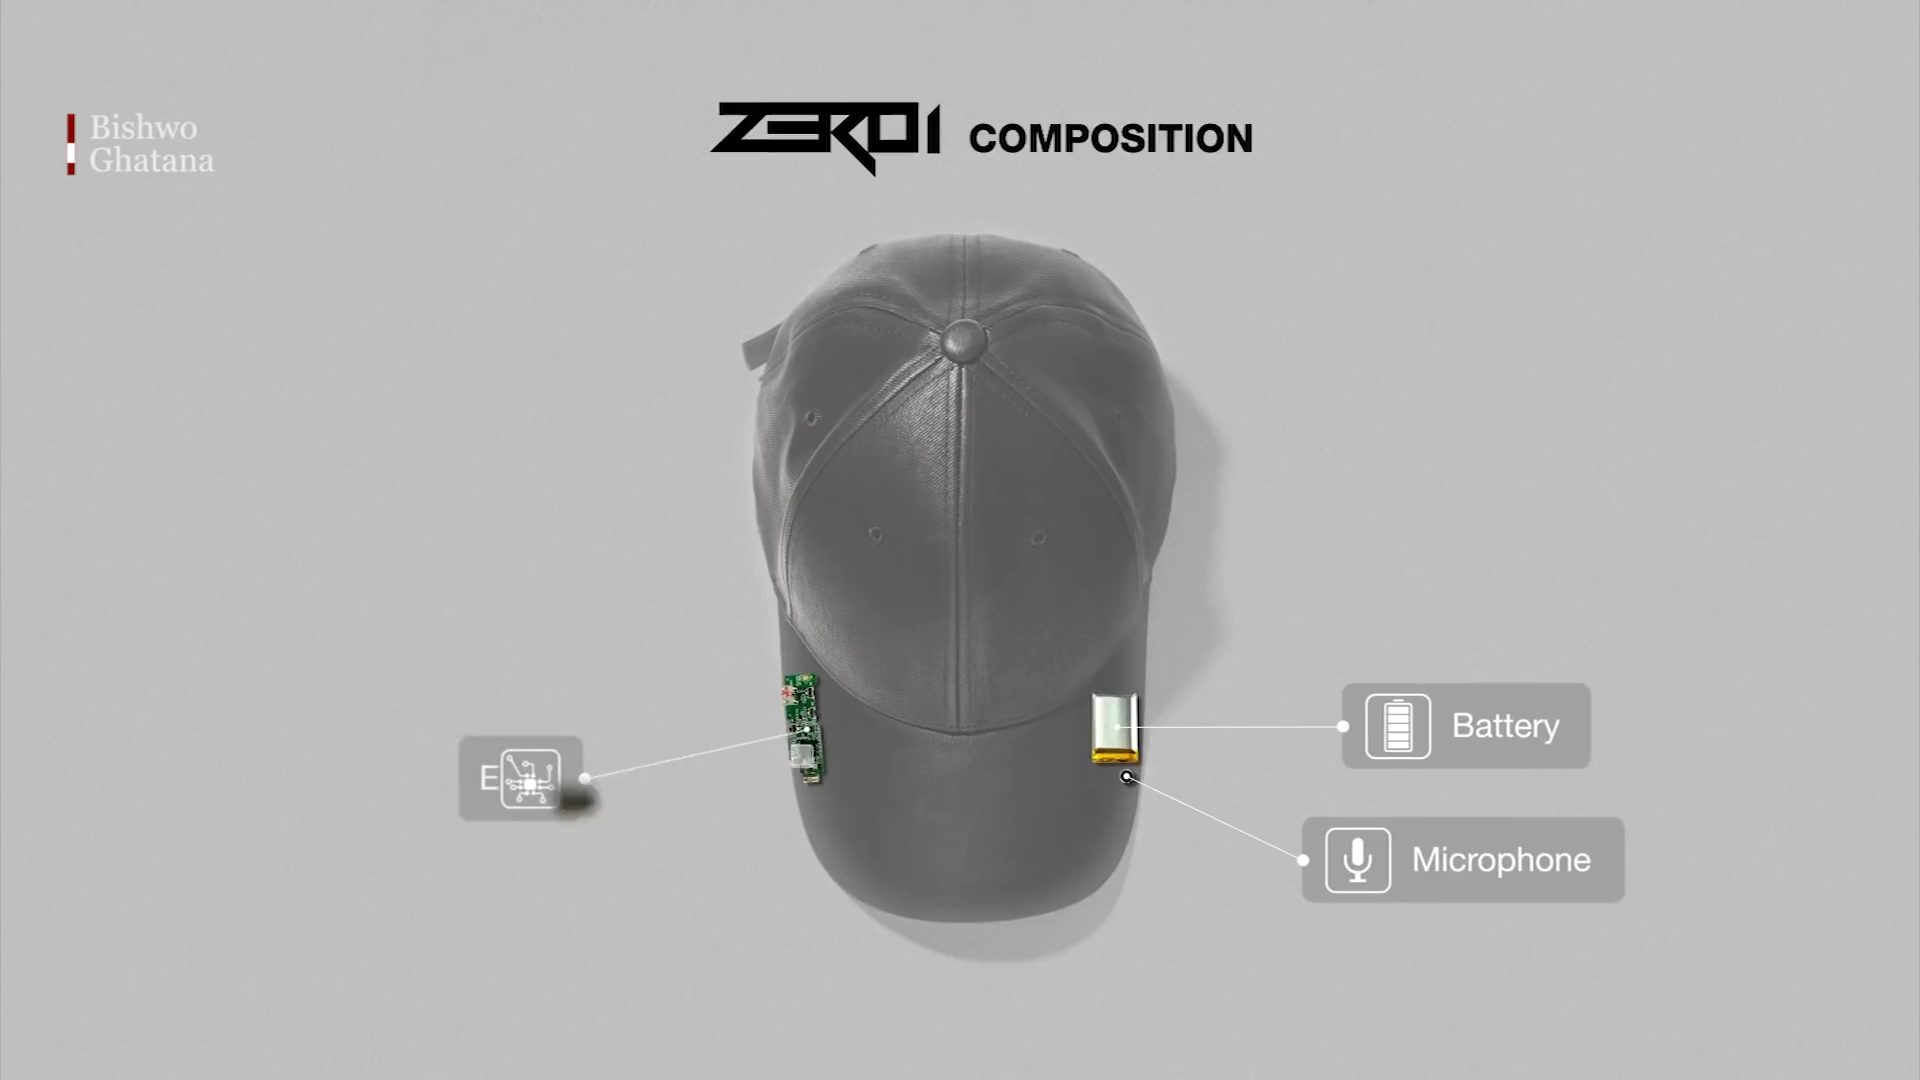 Bishwo
Ghatana
ZERO1 COMPOSITION
E
Battery
Microphone